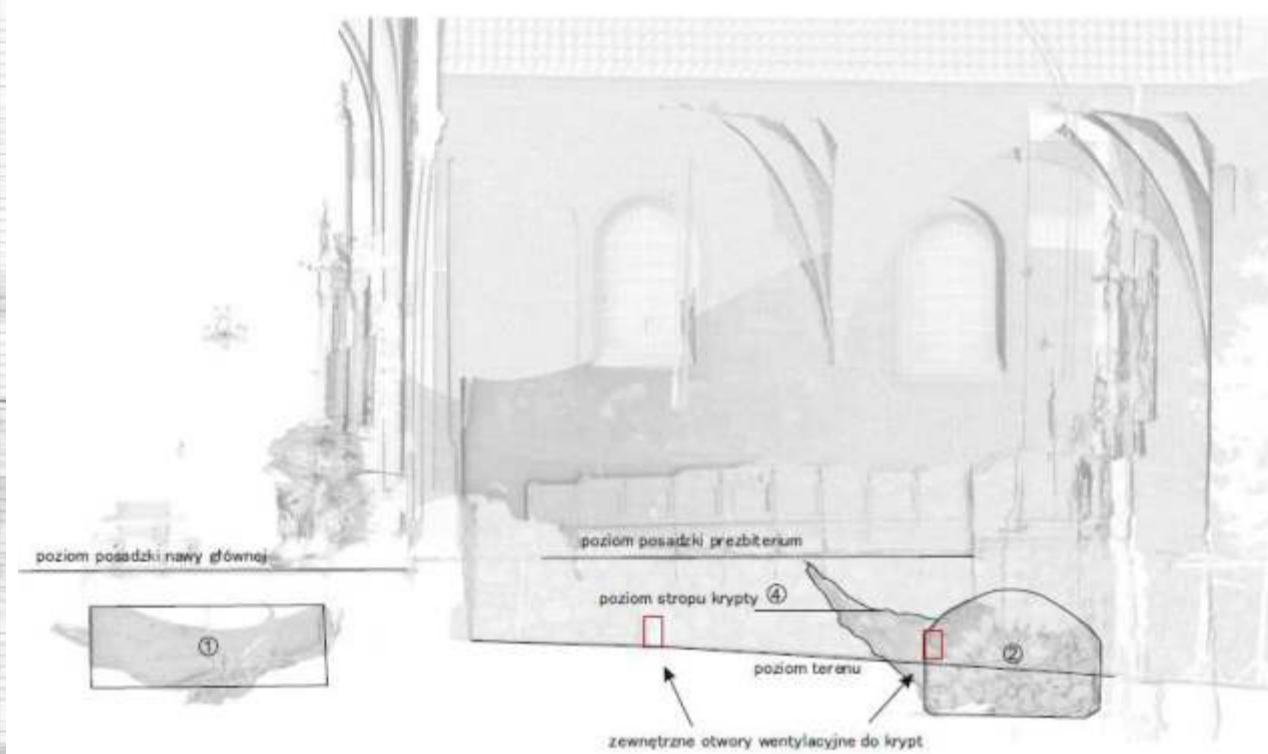 poziom posadzki nawy głównej
poziom posadzki prezbiterium
poziom stropu krypty ④
①
②
poziom terenu
zewnętrzne otwory wentylacyjne do krypt